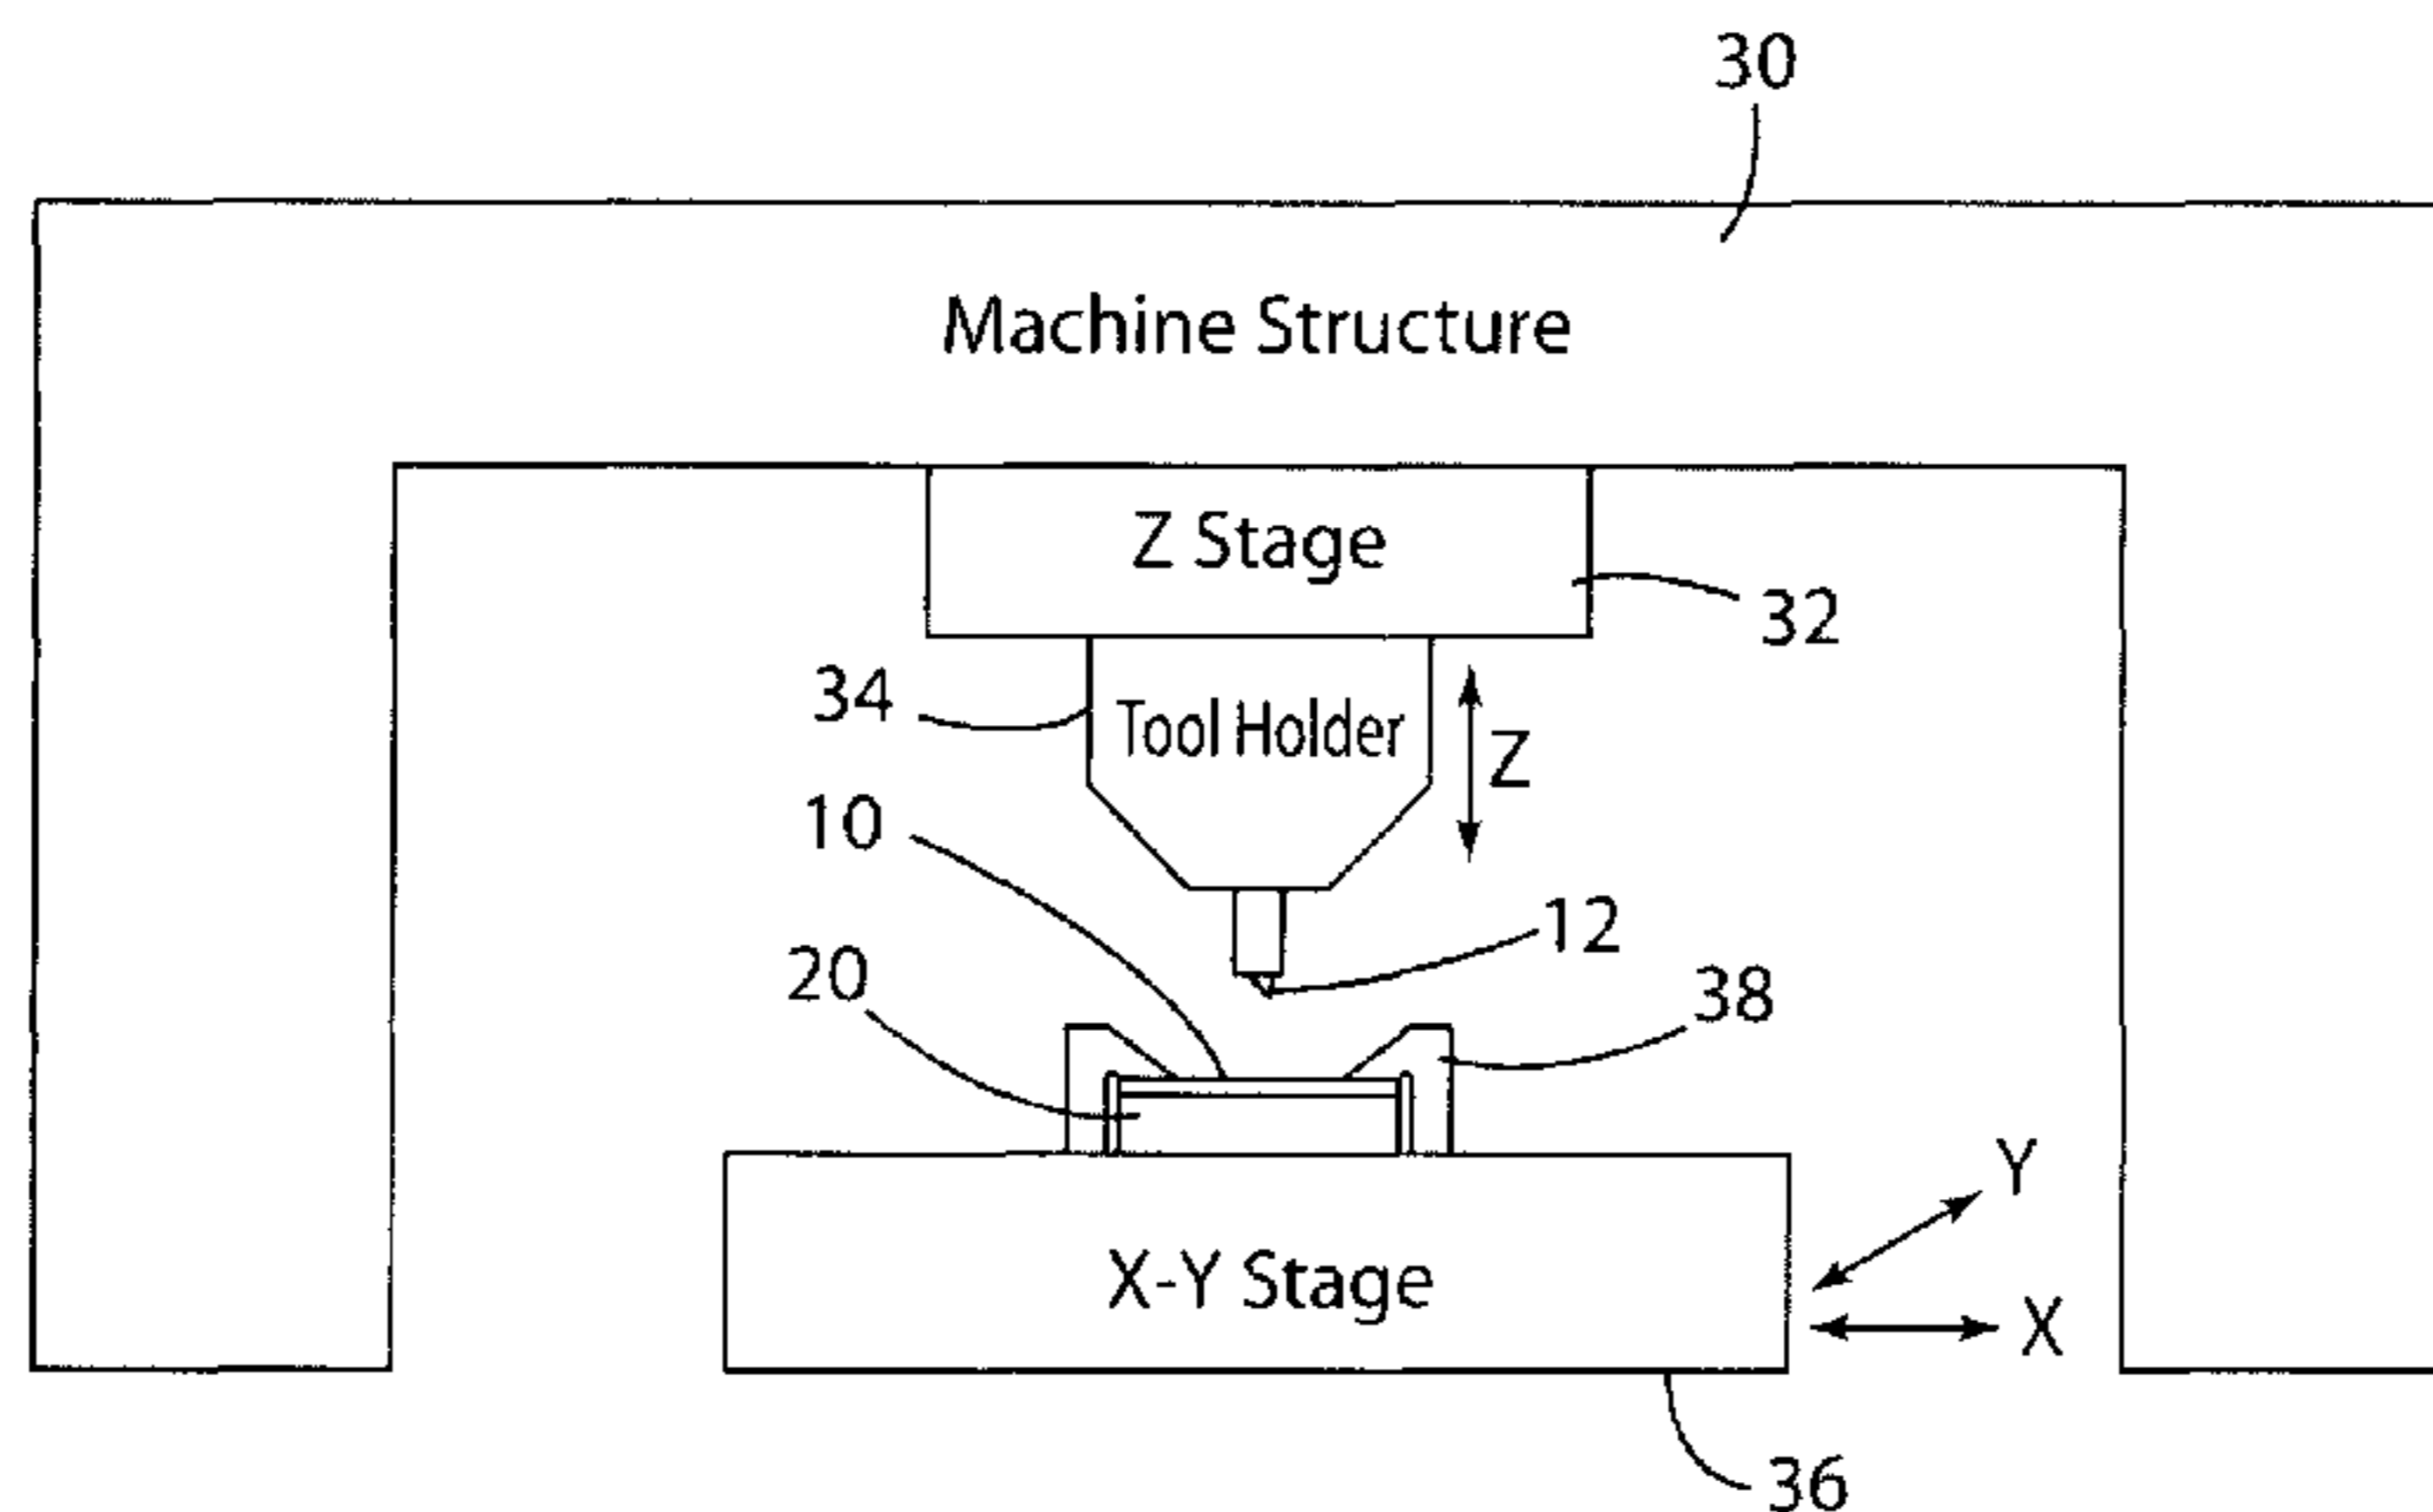 30
Machine Structure
Z Stage
32
34
Tool Holder
Z
10
12
20
38
Y
X-Y Stage
X
36